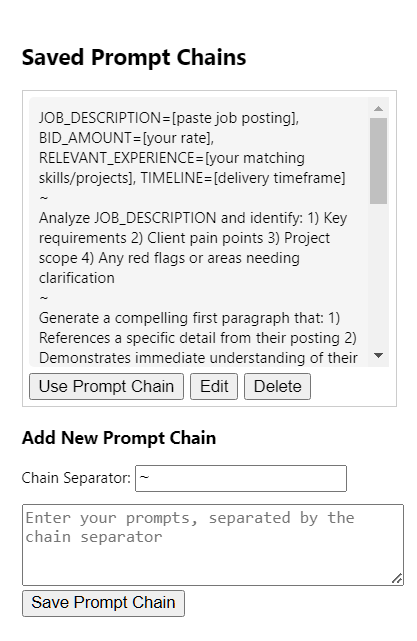 Saved Prompt Chains
JOB_DESCRIPTION=[paste job posting],
BID_AMOUNT=[your rate],
RELEVANT_EXPERIENCE=[your matching
skills/projects], TIMELINE=[delivery timeframe]
~
Analyze JOB_DESCRIPTION and identify: 1) Key
requirements 2) Client pain points 3) Project
scope 4) Any red flags or areas needing
clarification
~
Generate a compelling first paragraph that: 1)
References a specific detail from their posting 2)
Demonstrates immediate understanding of their
Use Prompt Chain Edit Delete
Add New Prompt Chain
Chain Separator: ~
Enter your prompts, separated by the
chain separator
Save Prompt Chain